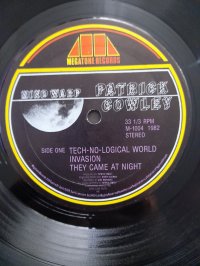 MEGATONE RECORDS
MIND WARP PATRICK COWLEY
33 1/3 RPM
M-1004 1982
STEREO
SIDE ONE TECH-NO-LOGICAL WORLD
INVASION
THEY CAME AT NIGHT